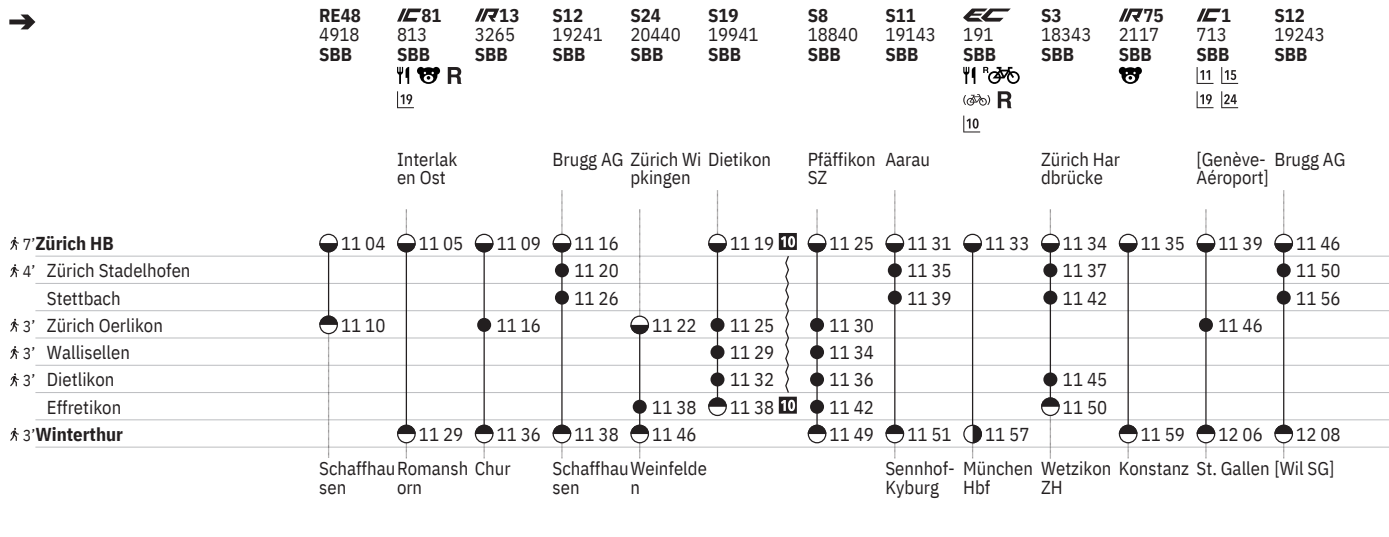 RE48 IC81 IR13 S12 S24 S19 S8 S11 EC S3 IR75 IC1 S12
4918 813 3265 19241 20440 19941 18840 19143 191 18343 2117 713 19243
SBB SBB SBB SBB SBB SBB SBB SBB SBB SBB SBB SBB SBB
R R 11 15
19 R 19 24
10
Interlak Brugg AG Zürich Wi Dietikon Pfäffikon Aarau Zürich Har [Genève- Brugg AG
en Ost pkingen SZ dbrücke Aéroport]
7' Zürich HB 11 04 11 05 11 09 11 16 11 19 10 11 25 11 31 11 33 11 34 11 35 11 39 11 46
4' Zürich Stadelhofen 11 20 11 35 11 37 11 50
Stettbach 11 26 11 39 11 42 11 56
3' Zürich Oerlikon 11 10 11 16 11 22 11 25 11 30 11 46
3' Wallisellen 11 29 11 34
3' Dietlikon 11 32 11 36 11 45
Effretikon 11 38 11 38 10 11 42 11 50
3' Winterthur 11 29 11 36 11 38 11 46 11 49 11 51 11 57 11 59 12 06 12 08
Schaffhau Romansh Chur Schaffhau Weinfelde Sennhof- München Wetzikon Konstanz St. Gallen [Wil SG]
sen orn sen n Kyburg Hbf ZH